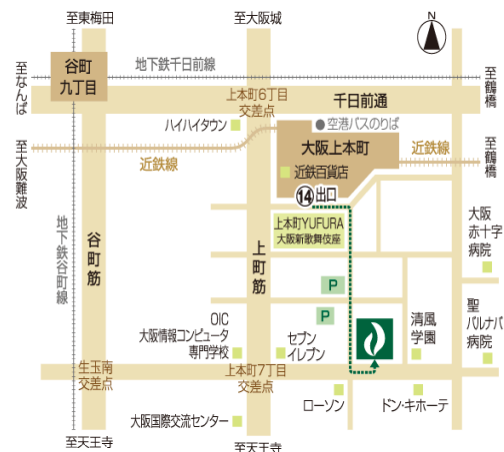 至東梅田
至大阪城
N
谷町
九丁目
地下鉄千日前線
至なんば
至鶴橋
上本町6丁目
交差点
千日前通
ハイハイタウン
空港バスのりば
大阪上本町
近鉄百貨店
至大阪難波
近鉄線
近鉄線
至鶴橋
⑭出口
上本町YUFURA
大阪新歌舞伎座
大阪
赤十字
病院
地下鉄谷町線
谷町筋
上町筋
P
P
OIC
大阪情報コンピュータ
専門学校
セブン
イレブン
清風
学園
聖
バルナバ
病院
生玉南
交差点
上本町7丁目
交差点
ローソン
ドン・キホーテ
大阪国際交流センター
至天王寺
至天王寺